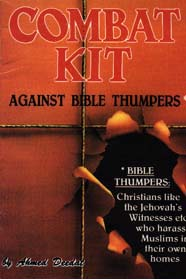 COMBAT
KIT
AGAINST BIBLE THUMPERS
* BIBLE
THUMPERS:
Christians like
the Jehovah's
Witnesses etc
who harass
Muslims in
their own
homes
by Ahmed Deedat